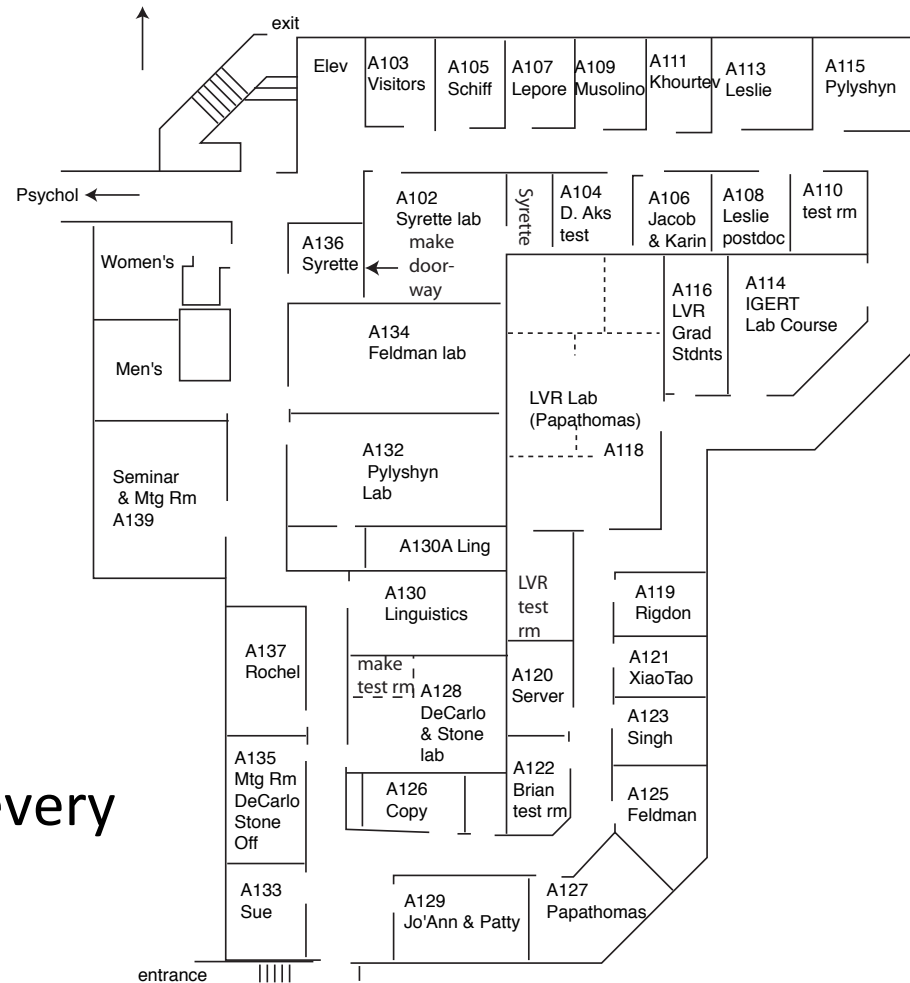 exit
Elev
A103
Visitors
A105
Schiff
A107
Lepore
A109
Musolino
A111
Khourtev
A113
Leslie
A115
Pylyshyn
Psychol
A102
Syrette lab
make
door-
way
Syrette
A104
D. Aks
test
A106
Jacob
& Karin
A108
Leslie
postdoc
A110
test rm
A136
Syrette
Women's
Men's
A134
Feldman lab
A116
LVR
Grad
Stdnts
A114
IGERT
Lab Course
LVR Lab
(Papathomas)
A118
A132
Pylyshyn
Lab
Seminar
& Mtg Rm
A139
A130A Ling
A130
Linguistics
LVR
test
rm
A119
Rigdon
A137
Rochel
make
test rm
A128
DeCarlo
& Stone
lab
A120
Server
A121
XiaoTao
A123
Singh
A135
Mtg Rm
DeCarlo
Stone
Off
A126
Copy
A122
Brian
test rm
A125
Feldman
very
A133
Sue
A129
Jo'Ann & Patty
A127
Papathomas
entrance